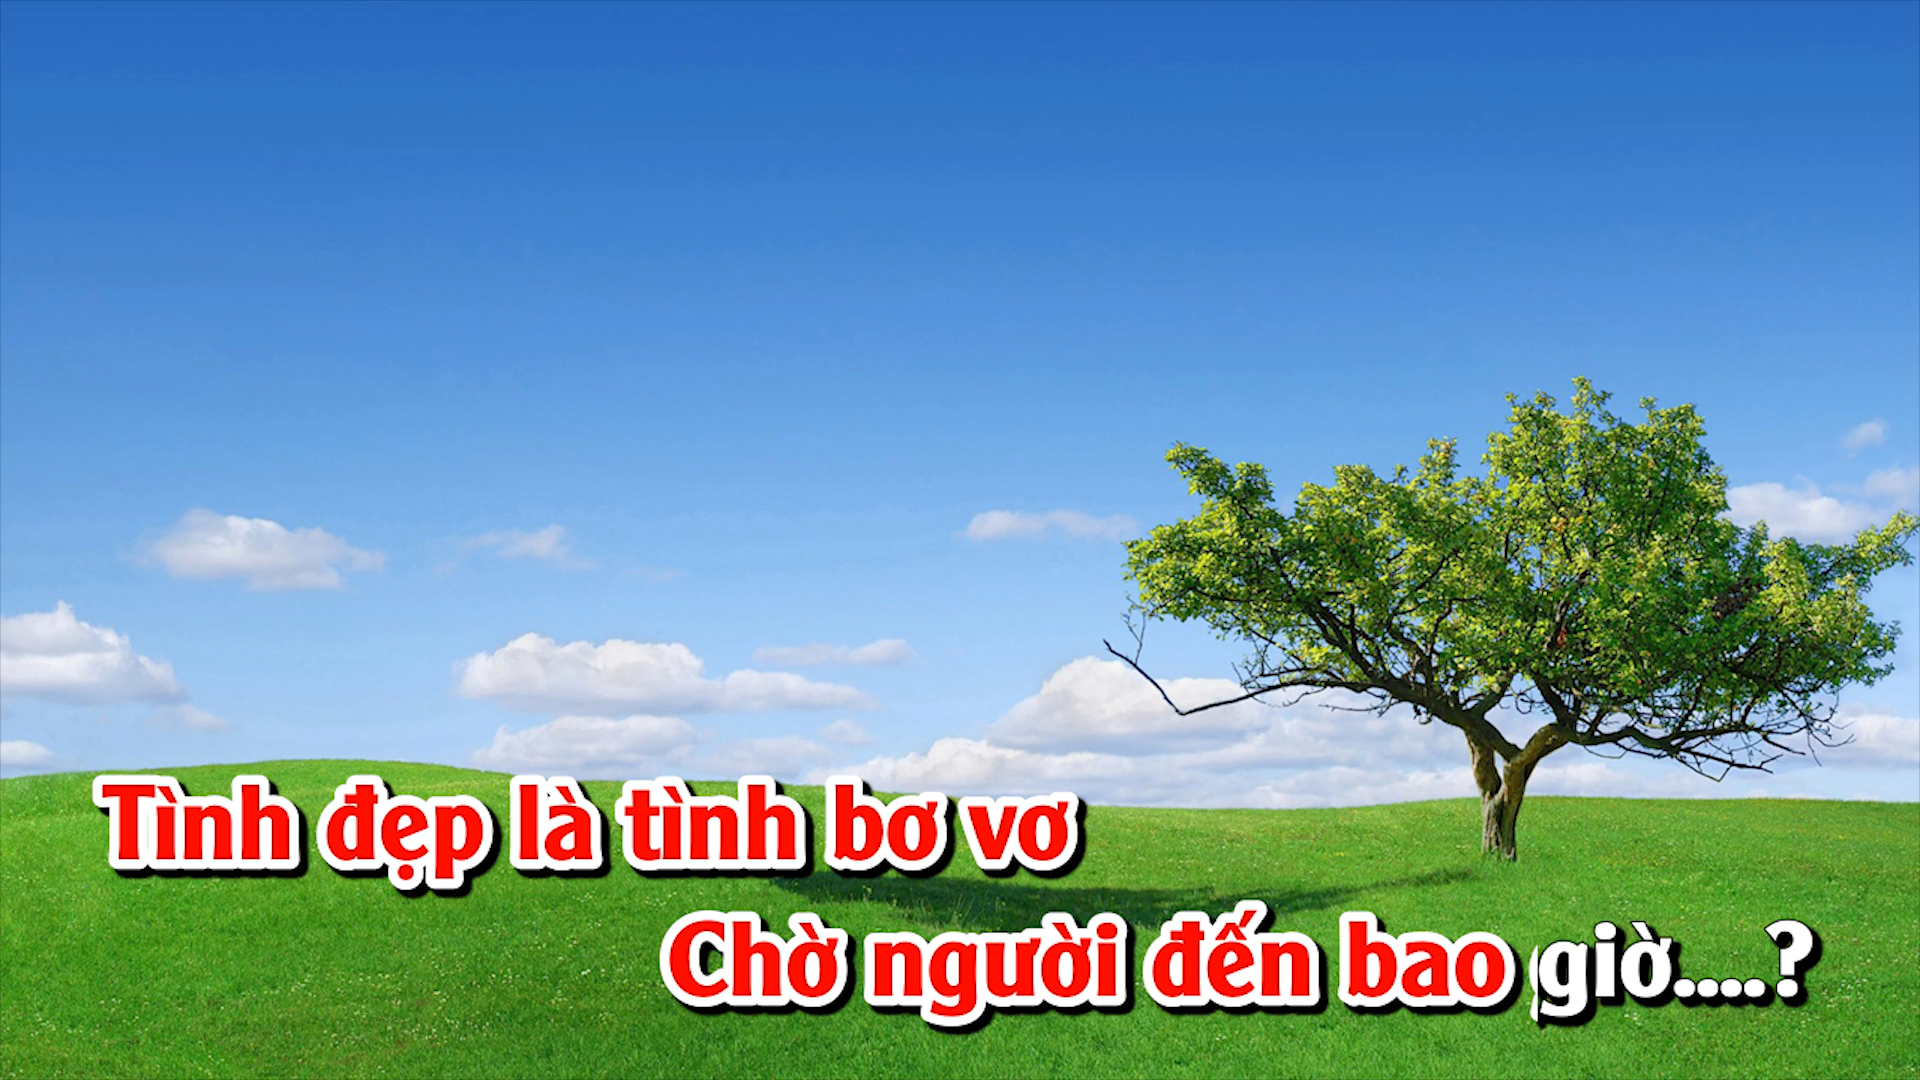 Tình đẹp là tình bơ vơ
Chờ người đến bao giờ....?